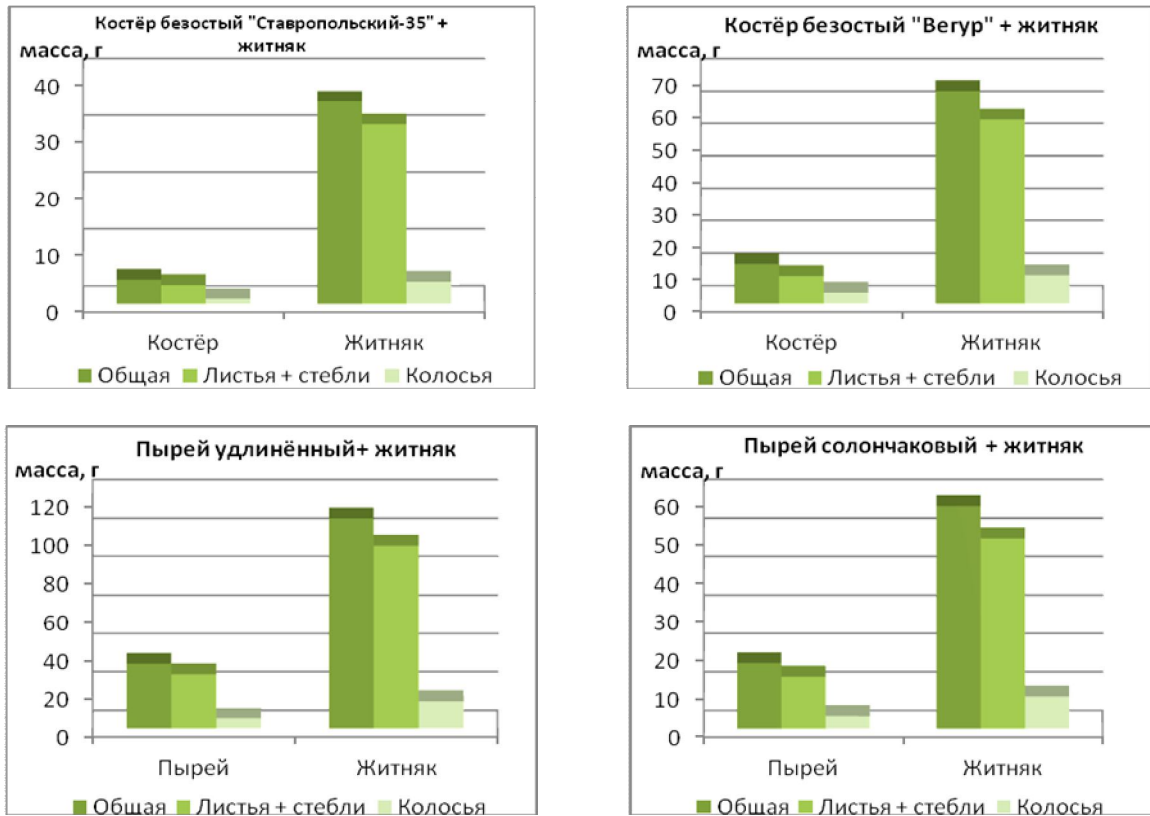 Костёр безостый "Ставропольский-35" +
житняк
масса, г
40
30
20
10
0
Костёр Житняк
Общая Листья + стебли Колосья
Костёр безостый "Вегур" + житняк
масса, г
70
60
50
40
30
20
10
0
Костёр Житняк
Общая Листья + стебли Колосья
Пырей удлинённый+ житняк
масса, г
120
100
80
60
40
20
0
Пырей Житняк
Общая Листья + стебли Колосья
Пырей солончаковый + житняк
масса, г
60
50
40
30
20
10
0
Пырей Житняк
Общая Листья + стебли Колосья